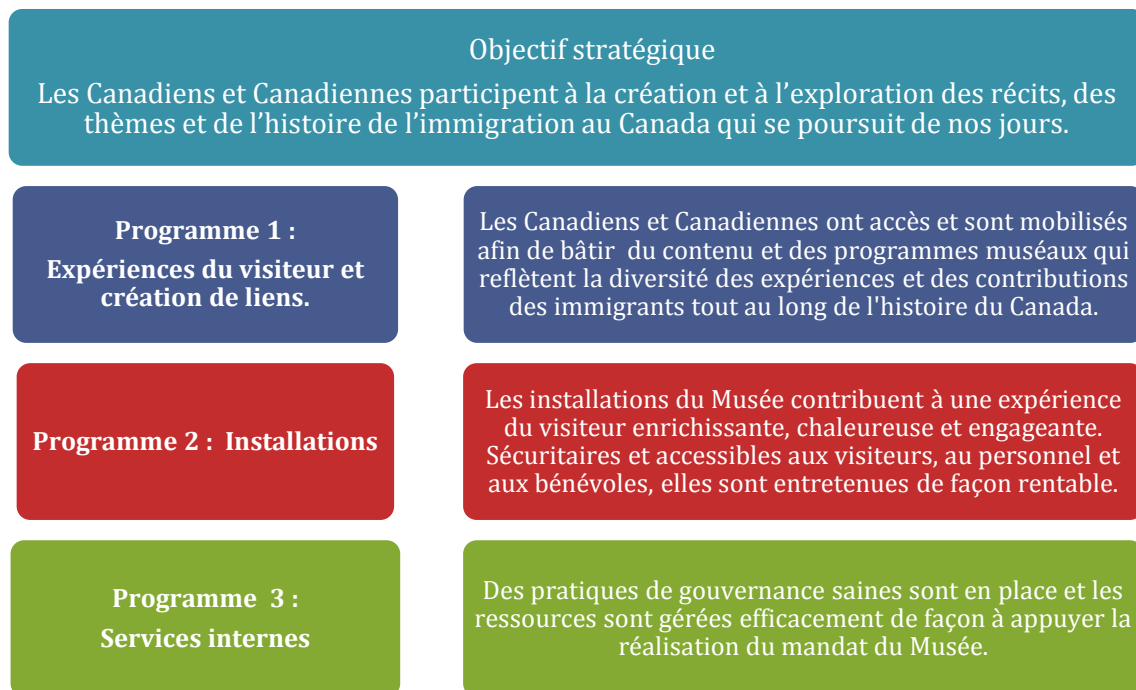 Objectif stratégique
Les Canadiens et Canadiennes participent à la création et à l’exploration des récits, des
thèmes et de l’histoire de l’immigration au Canada qui se poursuit de nos jours.
Programme 1 :
Expériences du visiteur et
création de liens.
Les Canadiens et Canadiennes ont accès et sont mobilisés
afin de bâtir du contenu et des programmes muséaux qui
reflètent la diversité des expériences et des contributions
des immigrants tout au long de l'histoire du Canada.
Programme 2 : Installations
Les installations du Musée contribuent à une expérience
du visiteur enrichissante, chaleureuse et engageante.
Sécuritaires et accessibles aux visiteurs, au personnel et
aux bénévoles, elles sont entretenues de façon rentable.
Programme 3 :
Services internes
Des pratiques de gouvernance saines sont en place et les
ressources sont gérées efficacement de façon à appuyer la
réalisation du mandat du Musée.